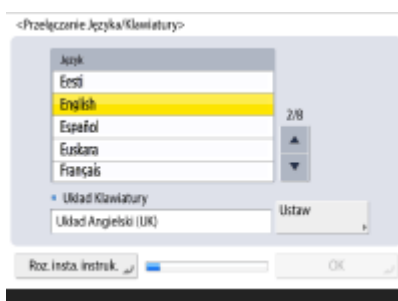 <Przełączanie Języka/Klawiatury>
Język
Eesti
English
Español
Euskara
Français
2/8
Układ Klawiatury
Układ Angielski (UK)
Ustaw
Roz. insta. instruk.
OK